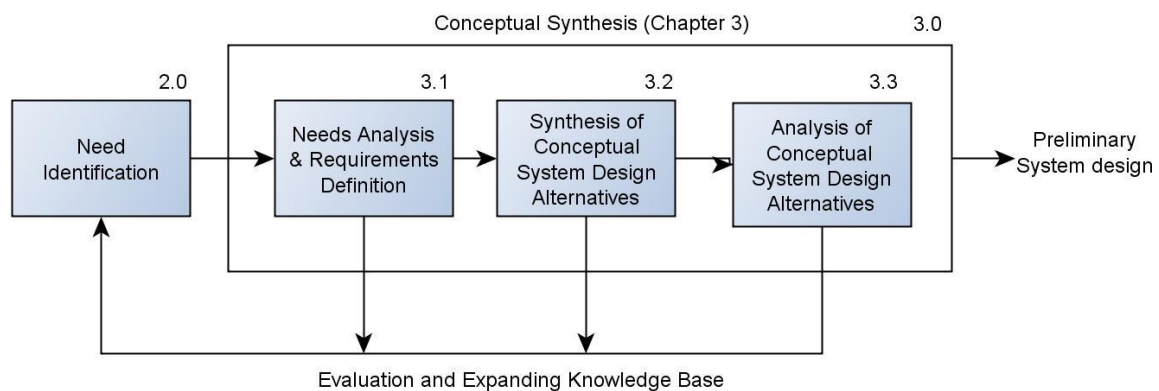 Conceptual Synthesis (Chapter 3)
3.0
2.0
Need
Identification
3.1
Needs Analysis
& Requirements
Definition
3.2
Synthesis of
Conceptual
System Design
Alternatives
3.3
Analysis of
Conceptual
System Design
Alternatives
Preliminary
System design
Evaluation and Expanding Knowledge Base